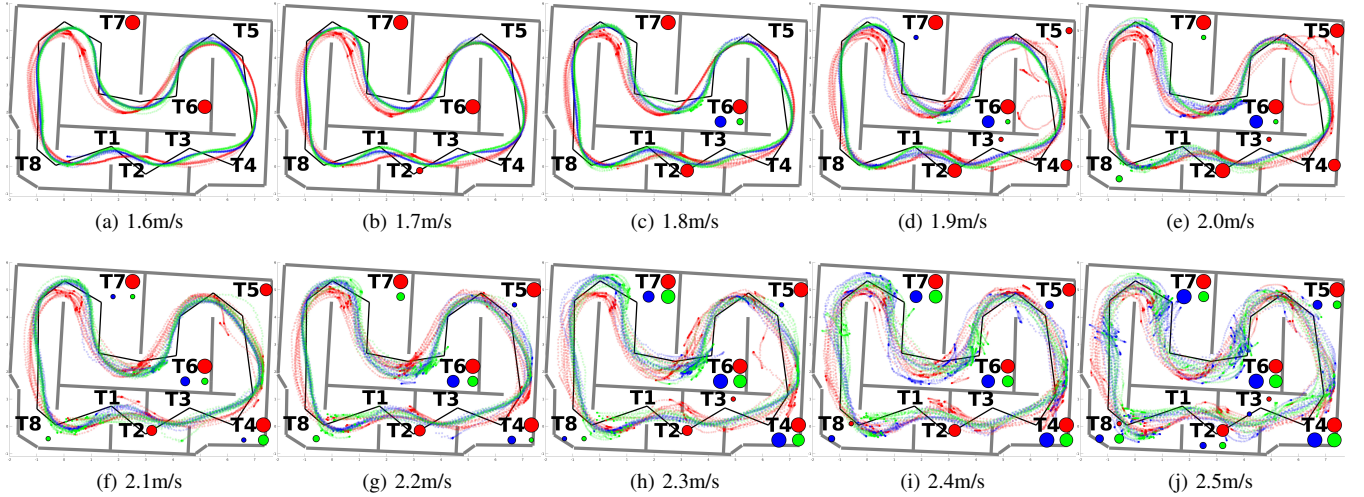 T7 T5 T6 T1 T3 T8 T2 T4
T7 T5 T6 T1 T3 T8 T2 T4
T7 T5 T6 T1 T3 T8 T2 T4
T7 T5 T6 T1 T3 T8 T2 T4
T7 T5 T6 T1 T3 T8 T2 T4
(a) 1.6m/s
(b) 1.7m/s
(c) 1.8m/s
(d) 1.9m/s
(e) 2.0m/s
T7 T5 T6 T1 T3 T8 T2 T4
T7 T5 T6 T1 T3 T8 T2 T4
T7 T5 T6 T1 T3 T8 T2 T4
T7 T5 T6 T1 T3 T8 T2 T4
T7 T5 T6 T1 T3 T8 T2 T4
(f) 2.1m/s
(g) 2.2m/s
(h) 2.3m/s
(i) 2.4m/s
(j) 2.5m/s